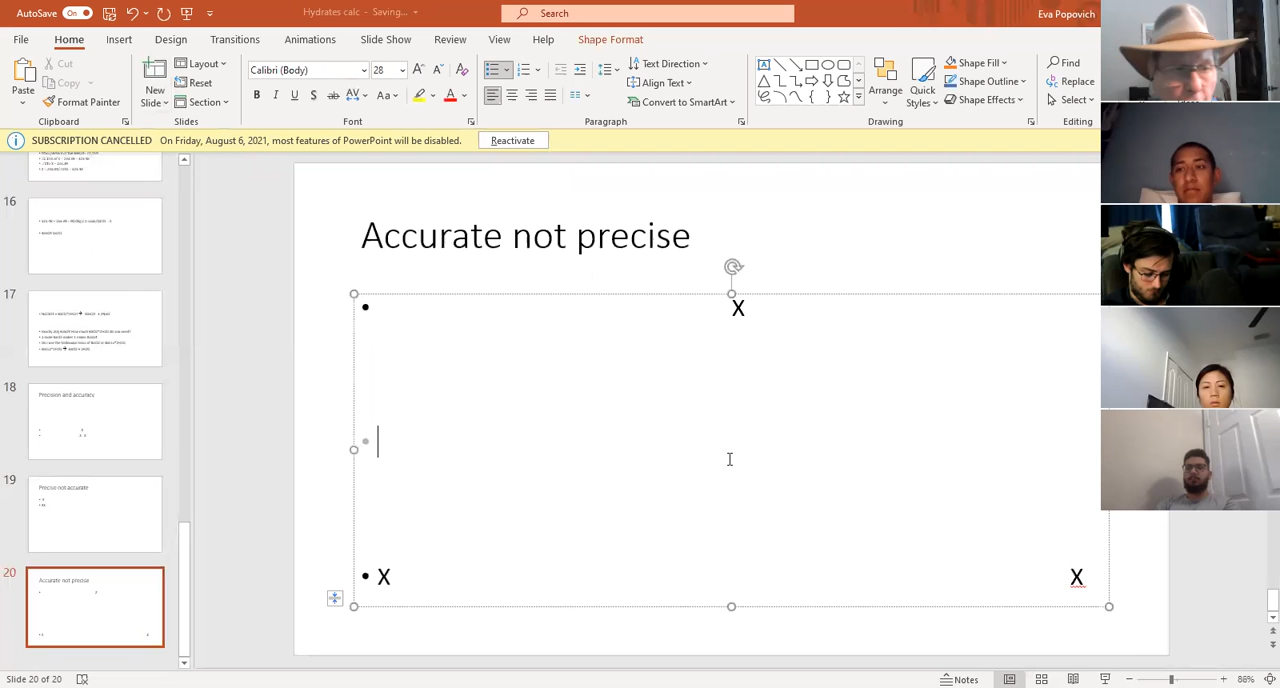 AutoSave On Hydrates calc - Saving... Search Eva Popovich
File Home Insert Draw Design Transitions Animations Slide Show Review View Help Shape Format
Cut
Copy
Format Painter
Paste
Clipboard
New Slide
Layout
Reset
Section
Slides
Calibri (Body) 28
B I U S ab AV Aa A A
Font
Text Direction
Align Text
Convert to SmartArt
Paragraph
Arrange
Quick Styles
Shape Fill
Shape Outline
Shape Effects
Drawing
Find
Replace
Select
Editing
SUBSCRIPTION CANCELLED On Friday, August 6, 2021, most features of PowerPoint will be disabled. Reactivate
16
17
18
Precision and accuracy
19
Precise not accurate
20
Accurate not precise
Accurate not precise
• X
•
• X X
Slide 20 of 20 Notes 86%